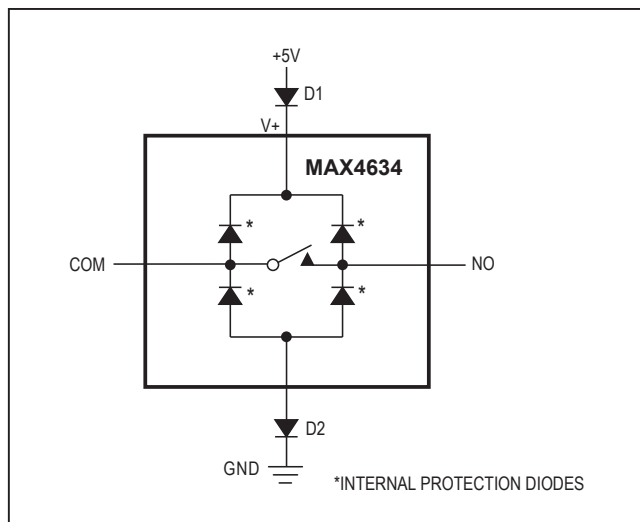 +5V
D1
V+
MAX4634
* *
COM NO
* *
D2
GND
*INTERNAL PROTECTION DIODES